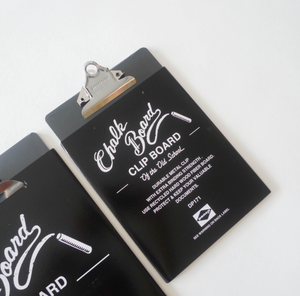 Chalk
Board
CLIP BOARD
Of the Old School.
DURABLE METAL CLIP
WITH EXTRA BINDING STRENGTH
USE RECYCLED HARD WOOD FIBER BOARD.
PROTECT & KEEP YOUR VALUABLE
DOCUMENTS.
DP171
Board
BOARD